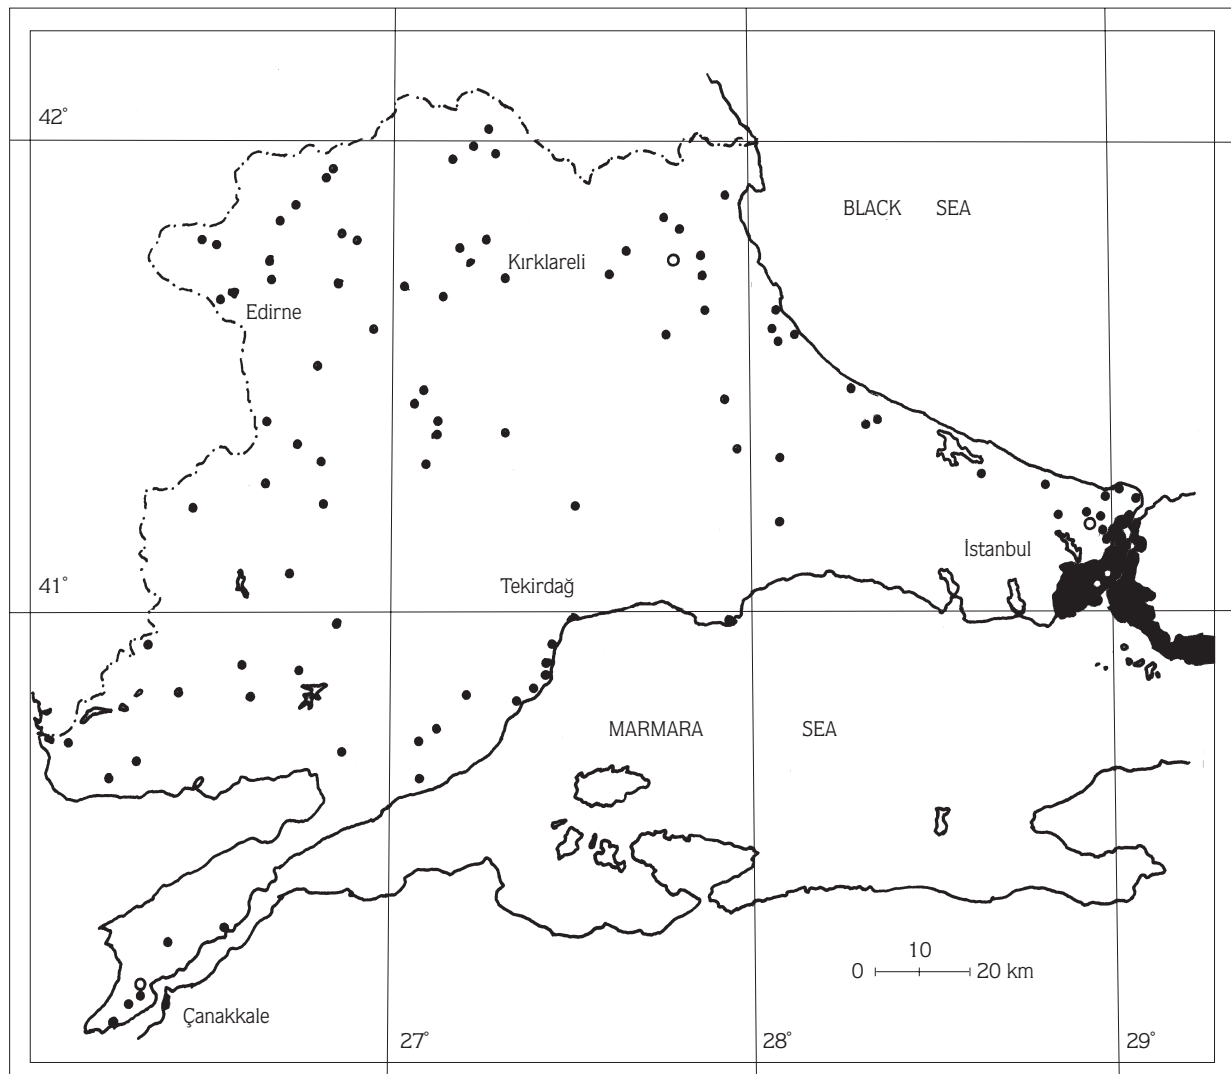 42°
BLACK SEA
Kırklareli
Edirne
İstanbul
41°
Tekirdağ
MARMARA SEA
10
0 20 km
Çanakkale
27° 28° 29°